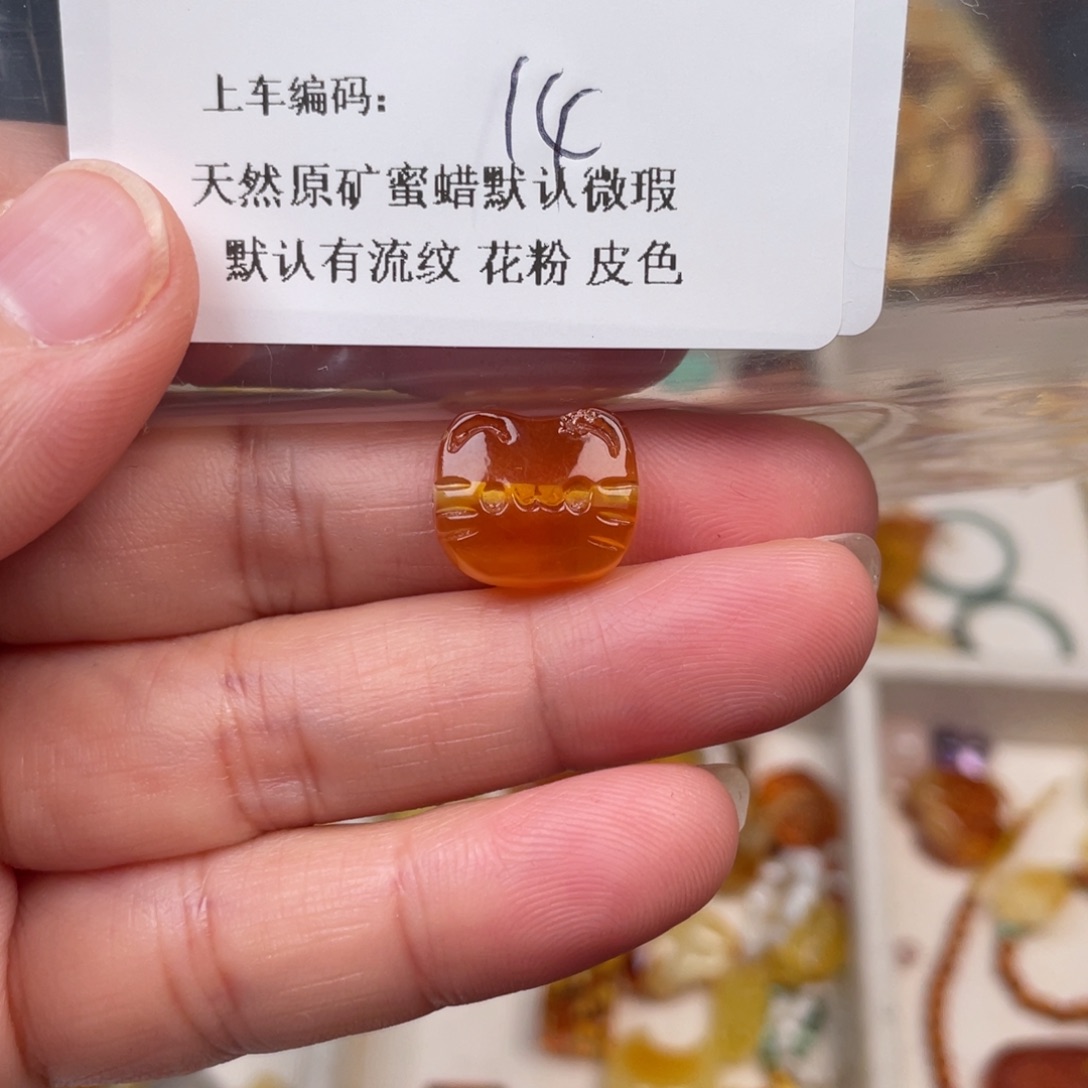 上车编码: 14
天然原矿蜜蜡默认微瑕
默认有流纹 花粉 皮色